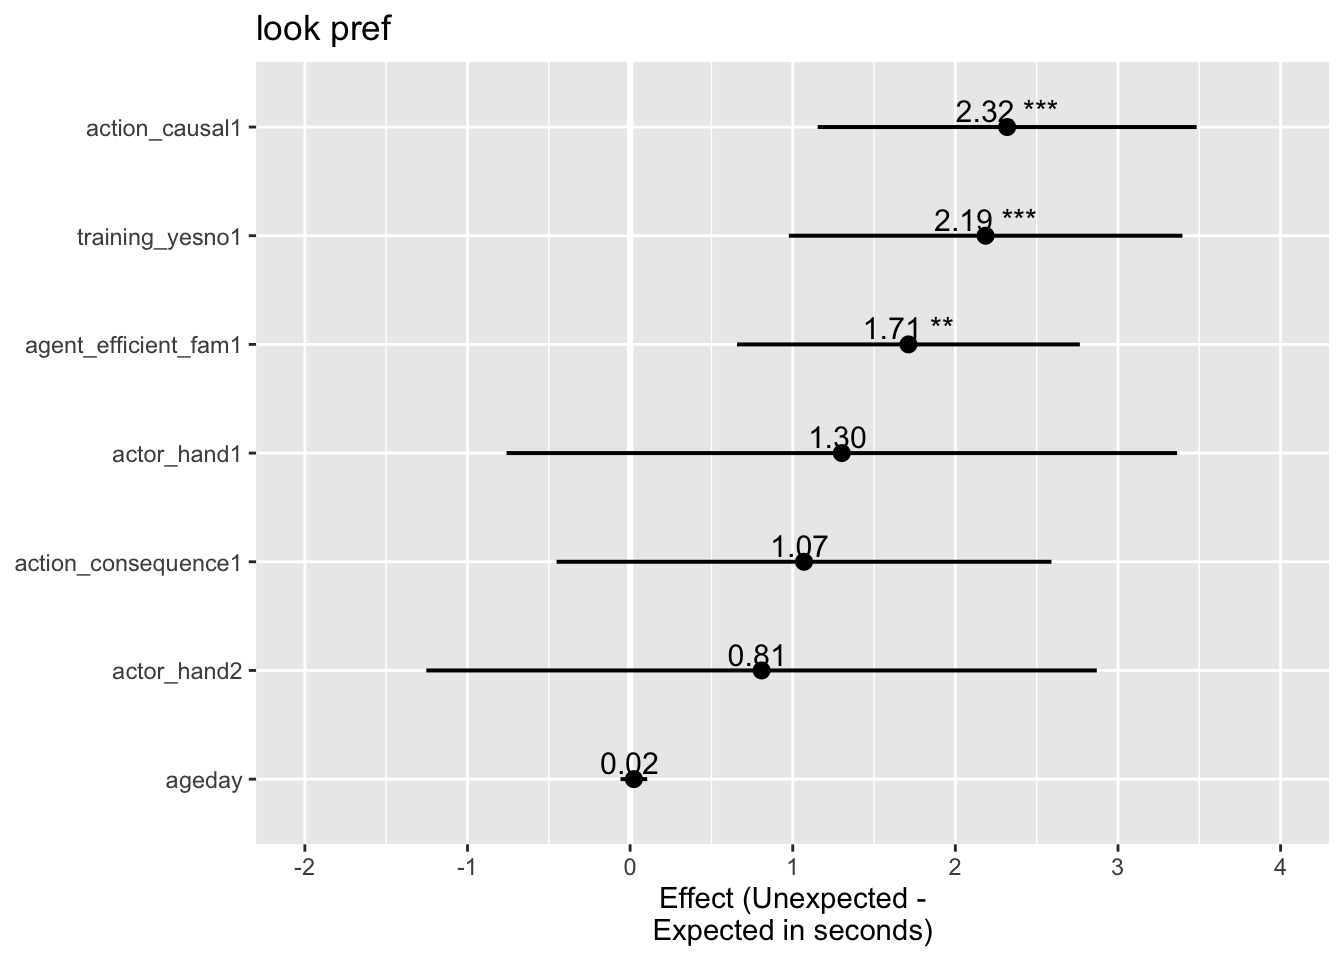 look pref
action_causal1
2.32 ***
training_yesno1
2.19 ***
agent_efficient_fam1
1.71 **
actor_hand1
1.30
action_consequence1
1.07
actor_hand2
0.81
ageday
0.02
-2 -1 0 1 2 3 4
Effect (Unexpected -
Expected in seconds)